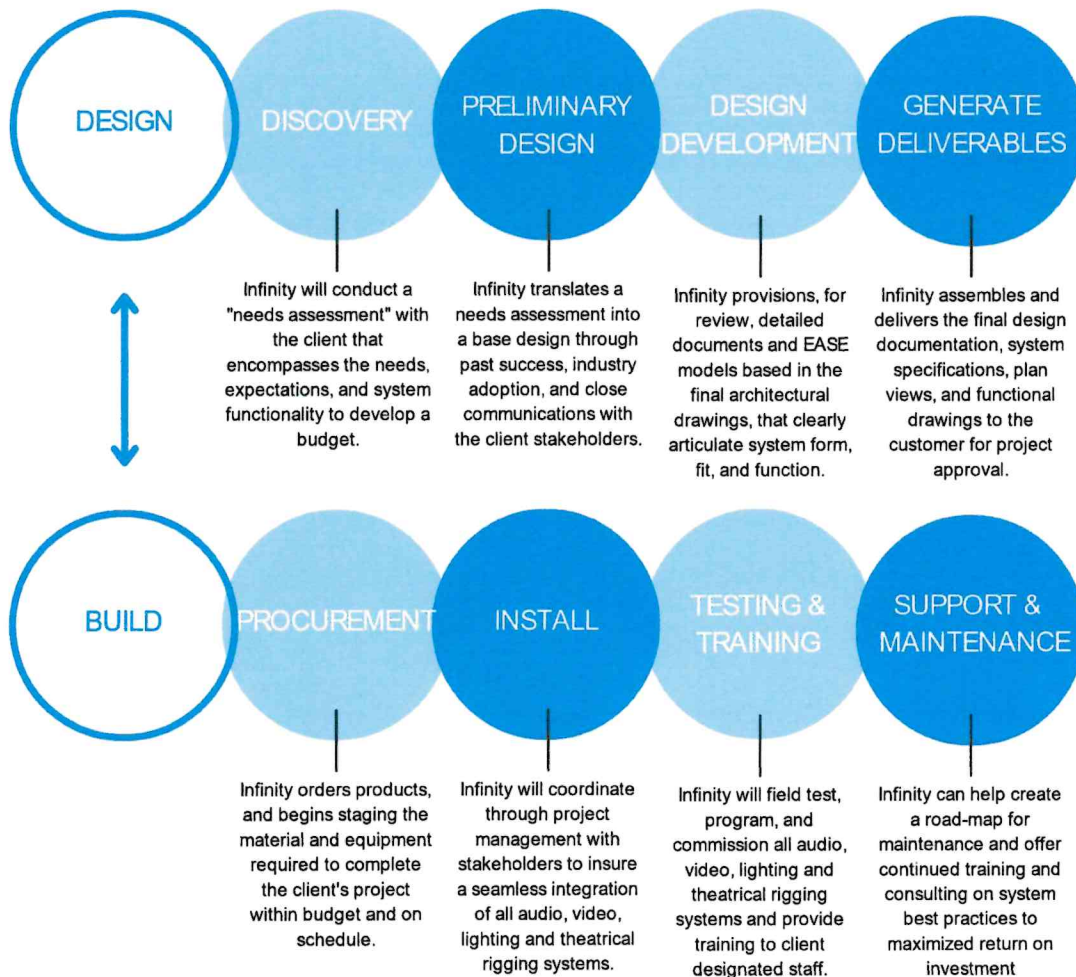 DESIGN
DISCOVERY
PRELIMINARY
DESIGN
DESIGN
DEVELOPMENT
GENERATE
DELIVERABLES
Infinity will conduct a
"needs assessment" with
the client that
encompasses the needs,
expectations, and system
functionality to develop a
budget.
Infinity translates a
needs assessment into
a base design through
past success, industry
adoption, and close
communications with
the client stakeholders.
Infinity provisions, for
review, detailed
documents and EASE
models based in the
final architectural
drawings, that clearly
articulate system form,
fit, and function.
Infinity assembles and
delivers the final design
documentation, system
specifications, plan
views, and functional
drawings to the
customer for project
approval.
BUILD
PROCUREMENT
INSTALL
TESTING &
TRAINING
SUPPORT &
MAINTENANCE
Infinity orders products,
and begins staging the
material and equipment
required to complete
the client's project
within budget and on
schedule.
Infinity will coordinate
through project
management with
stakeholders to insure
a seamless integration
of all audio, video,
lighting and theatrical
rigging systems.
Infinity will field test,
program, and
commission all audio,
video, lighting and
theatrical rigging
systems and provide
training to client
designated staff.
Infinity can help create
a road-map for
maintenance and offer
continued training and
consulting on system
best practices to
maximized return on
investment